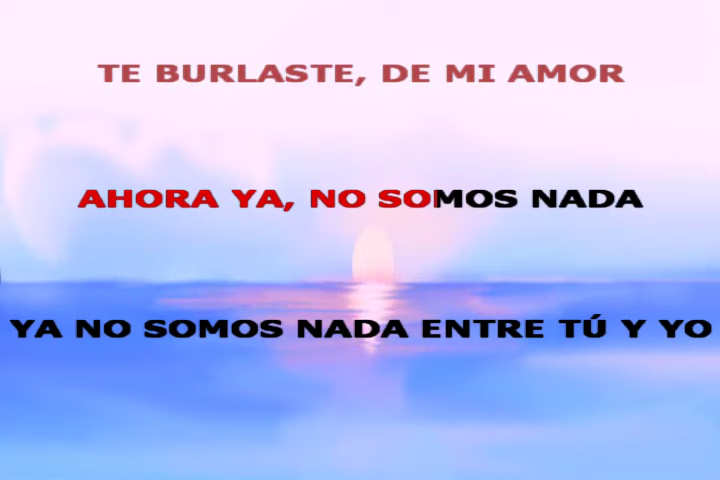 TE BURLASTE, DE MI AMOR
AHORA YA, NO SOMOS NADA
YA NO SOMOS NADA ENTRE TÚ Y YO